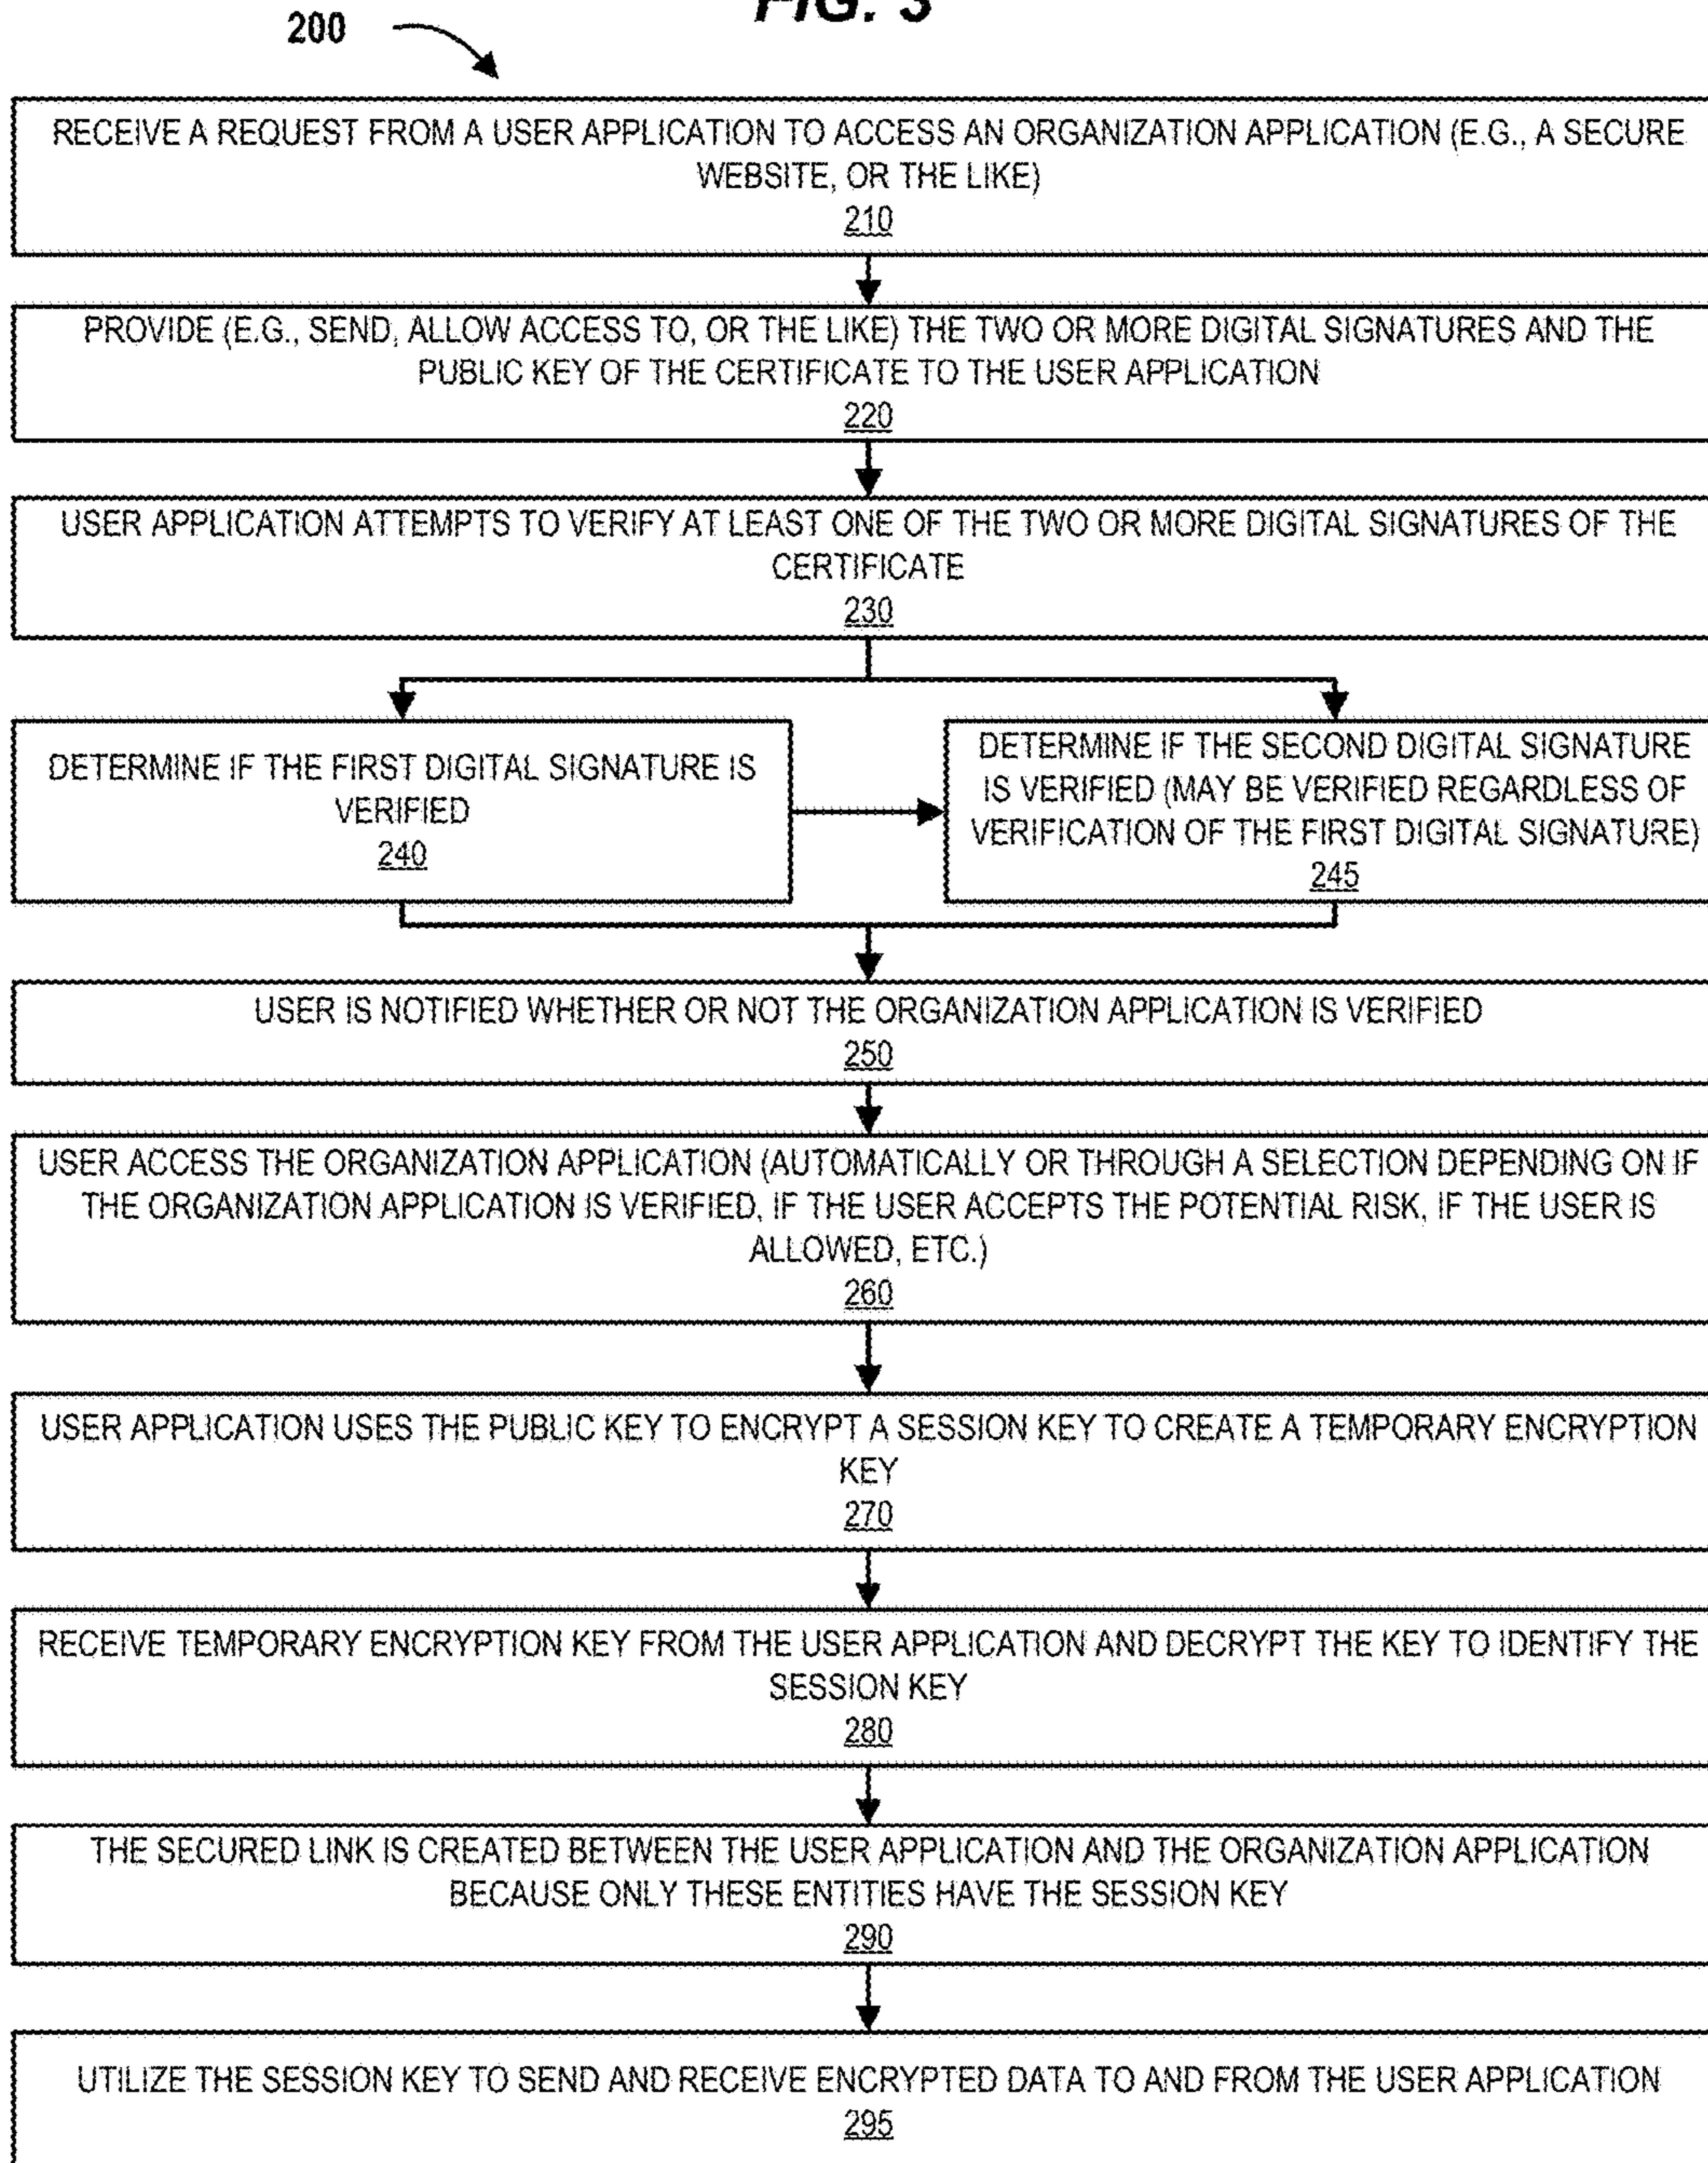 FIG. 3
200
RECEIVE A REQUEST FROM A USER APPLICATION TO ACCESS AN ORGANIZATION APPLICATION (E.G., A SECURE
WEBSITE, OR THE LIKE)
210
PROVIDE (E.G., SEND, ALLOW ACCESS TO, OR THE LIKE) THE TWO OR MORE DIGITAL SIGNATURES AND THE
PUBLIC KEY OF THE CERTIFICATE TO THE USER APPLICATION
220
USER APPLICATION ATTEMPTS TO VERIFY AT LEAST ONE OF THE TWO OR MORE DIGITAL SIGNATURES OF THE
CERTIFICATE
230
DETERMINE IF THE FIRST DIGITAL SIGNATURE IS
VERIFIED
240
DETERMINE IF THE SECOND DIGITAL SIGNATURE
IS VERIFIED (MAY BE VERIFIED REGARDLESS OF
VERIFICATION OF THE FIRST DIGITAL SIGNATURE)
245
USER IS NOTIFIED WHETHER OR NOT THE ORGANIZATION APPLICATION IS VERIFIED
250
USER ACCESS THE ORGANIZATION APPLICATION (AUTOMATICALLY OR THROUGH A SELECTION DEPENDING ON IF
THE ORGANIZATION APPLICATION IS VERIFIED, IF THE USER ACCEPTS THE POTENTIAL RISK, IF THE USER IS
ALLOWED, ETC.)
260
USER APPLICATION USES THE PUBLIC KEY TO ENCRYPT A SESSION KEY TO CREATE A TEMPORARY ENCRYPTION
KEY
270
RECEIVE TEMPORARY ENCRYPTION KEY FROM THE USER APPLICATION AND DECRYPT THE KEY TO IDENTIFY THE
SESSION KEY
280
THE SECURED LINK IS CREATED BETWEEN THE USER APPLICATION AND THE ORGANIZATION APPLICATION
BECAUSE ONLY THESE ENTITIES HAVE THE SESSION KEY
290
UTILIZE THE SESSION KEY TO SEND AND RECEIVE ENCRYPTED DATA TO AND FROM THE USER APPLICATION
295